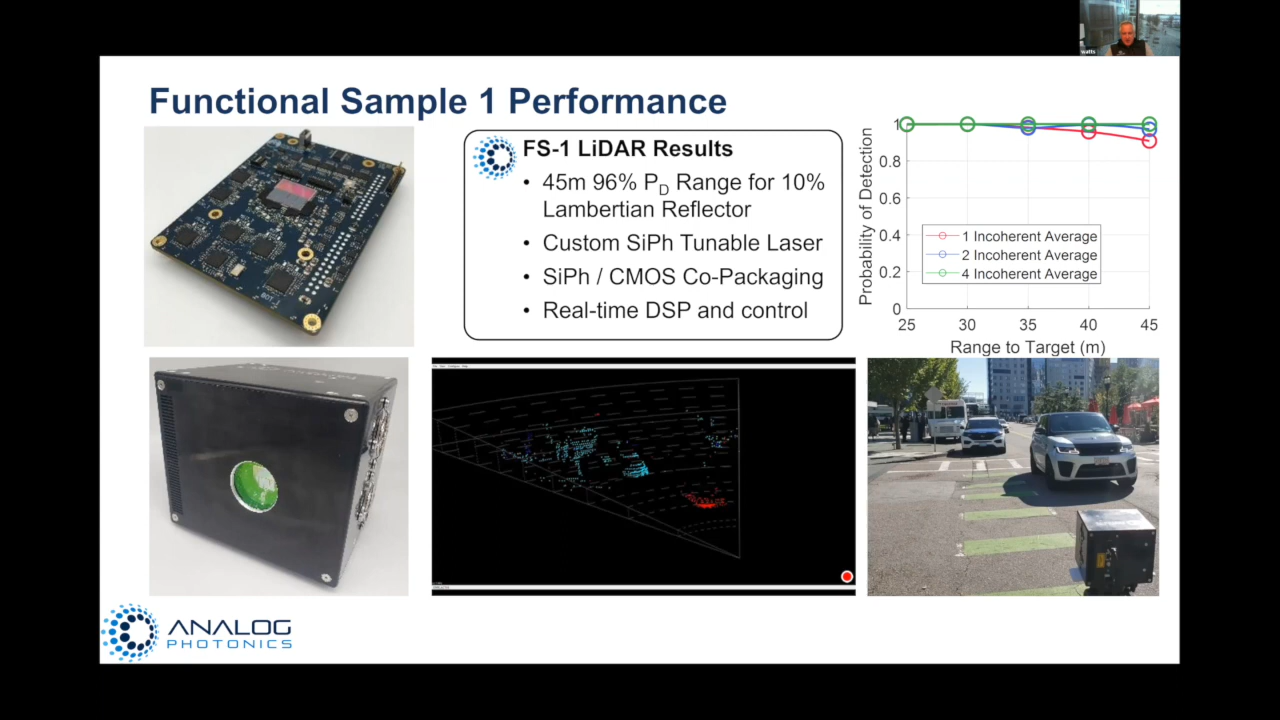 watts
Functional Sample 1 Performance
FS-1 LiDAR Results
• 45m 96% PD Range for 10%
Lambertian Reflector
• Custom SiPh Tunable Laser
• SiPh / CMOS Co-Packaging
• Real-time DSP and control
Probability of Detection
1
0.8
0.6
0.4
0.2
0
1 Incoherent Average
2 Incoherent Average
4 Incoherent Average
25 30 35 40 45
Range to Target (m)
ANALOG
PHOTONICS